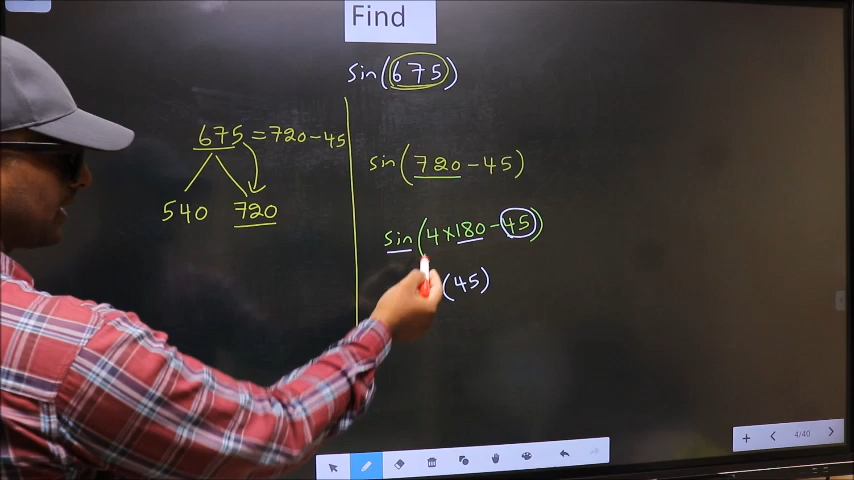 Find
sin(675)
675 = 720 - 45
540 720
sin(720 - 45)
sin(4×180 - 45)
(45)
4/40